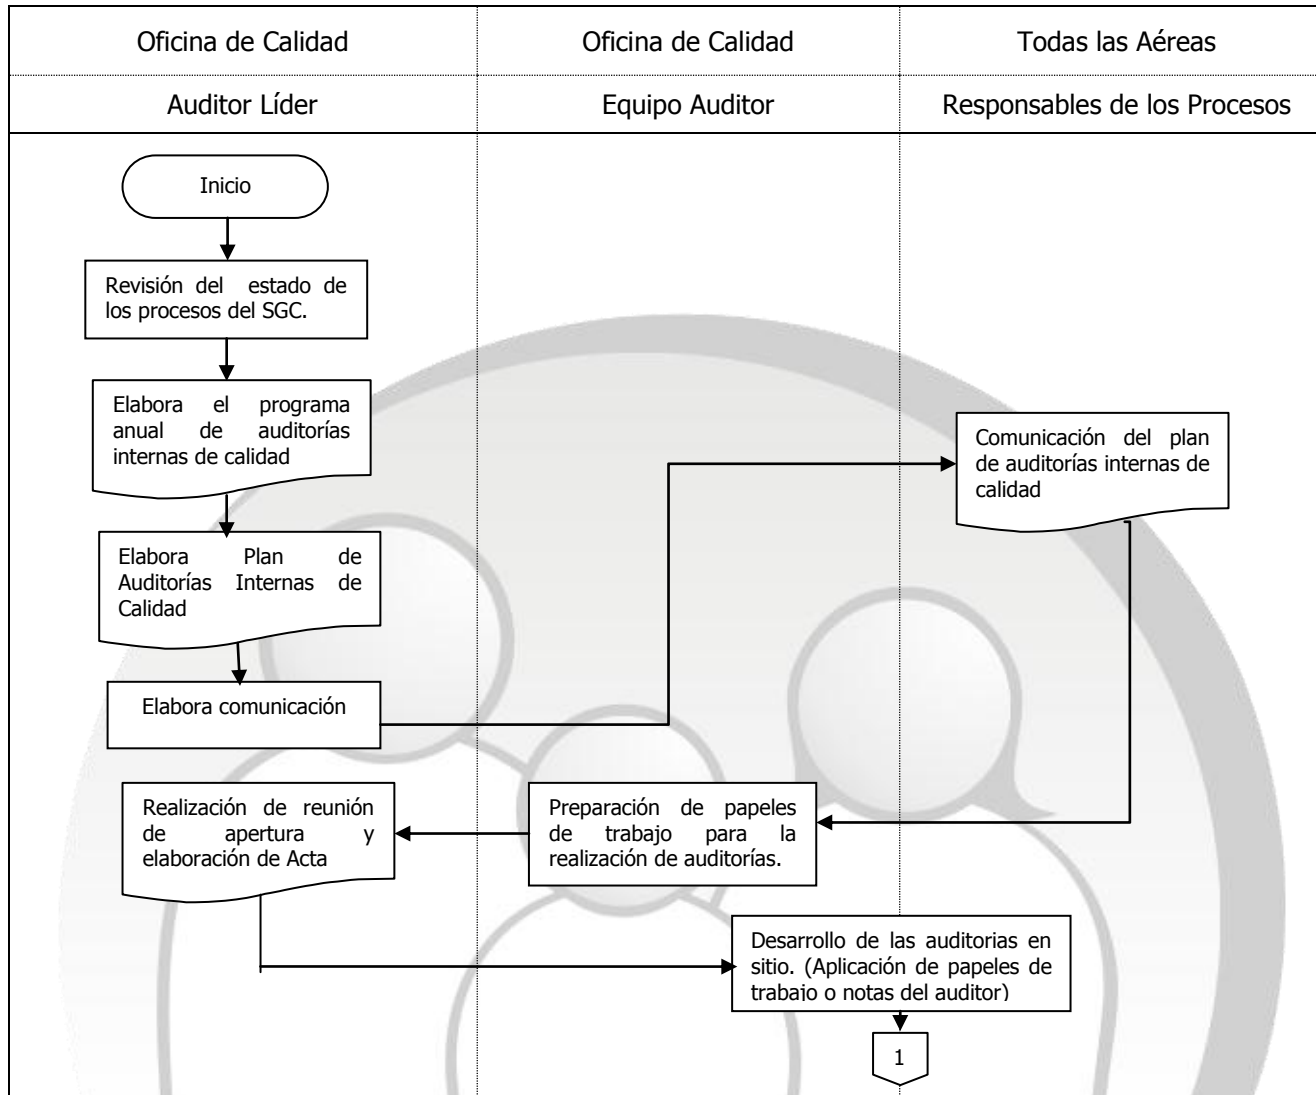 Oficina de Calidad
Oficina de Calidad
Todas las Aéreas
Auditor Líder
Equipo Auditor
Responsables de los Procesos
Inicio
Revisión del estado de
los procesos del SGC.
Elabora el programa
anual de auditorías
internas de calidad
Elabora Plan de
Auditorías Internas de
Calidad
Elabora comunicación
Comunicación del plan
de auditorías internas de
calidad
Preparación de papeles
de trabajo para la
realización de auditorías.
Realización de reunión
de apertura y
elaboración de Acta
Desarrollo de las auditorias en
sitio. (Aplicación de papeles de
trabajo o notas del auditor)
1